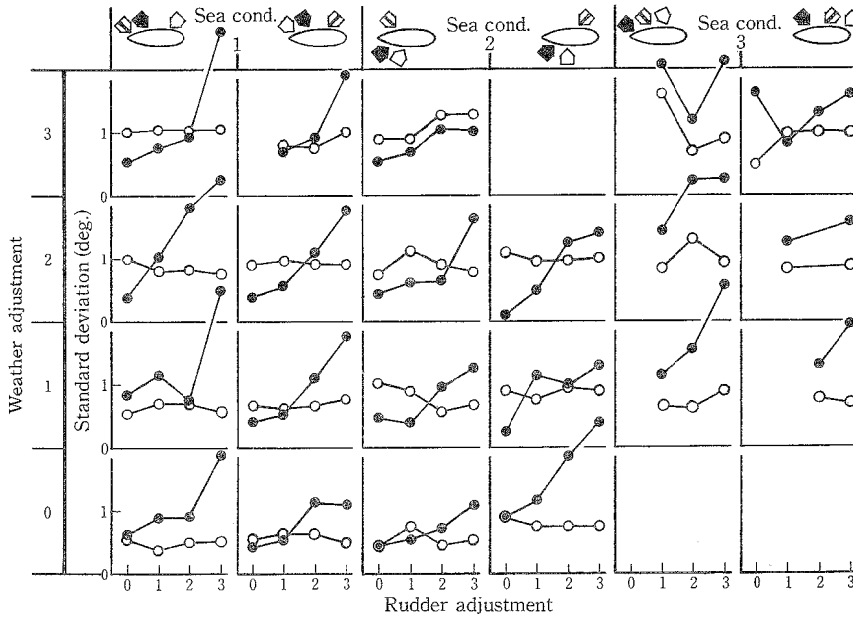 Sea cond. Sea cond. Sea cond.
1 2 3
3
1
0
2
1
0
1
1
0
0
1
0
0 1 2 3 0 1 2 3 0 1 2 3 0 1 2 3 0 1 2 3 0 1 2 3
Rudder adjustment
Weather adjustment
Standard deviation (deg.)